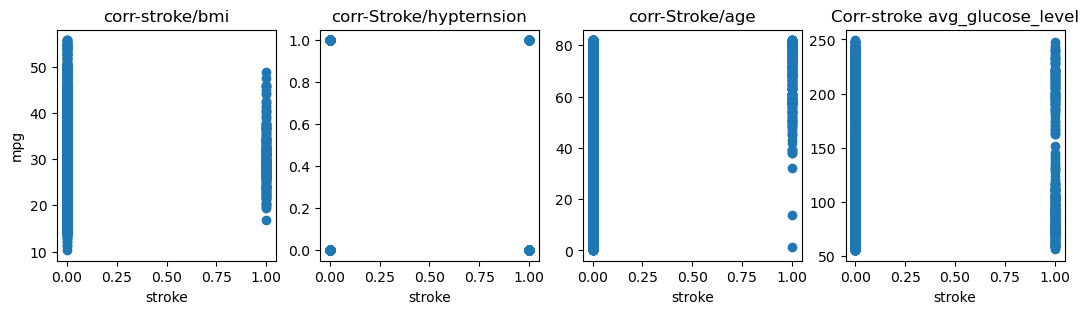 corr-stroke/bmi
mpg
50
40
30
20
10
0.00 0.25 0.50 0.75 1.00
stroke
corr-Stroke/hypternsion
1.0
0.8
0.6
0.4
0.2
0.0
0.00 0.25 0.50 0.75 1.00
stroke
corr-Stroke/age
80
60
40
20
0
0.00 0.25 0.50 0.75 1.00
stroke
Corr-stroke avg_glucose_level
250
200
150
100
50
0.00 0.25 0.50 0.75 1.00
stroke